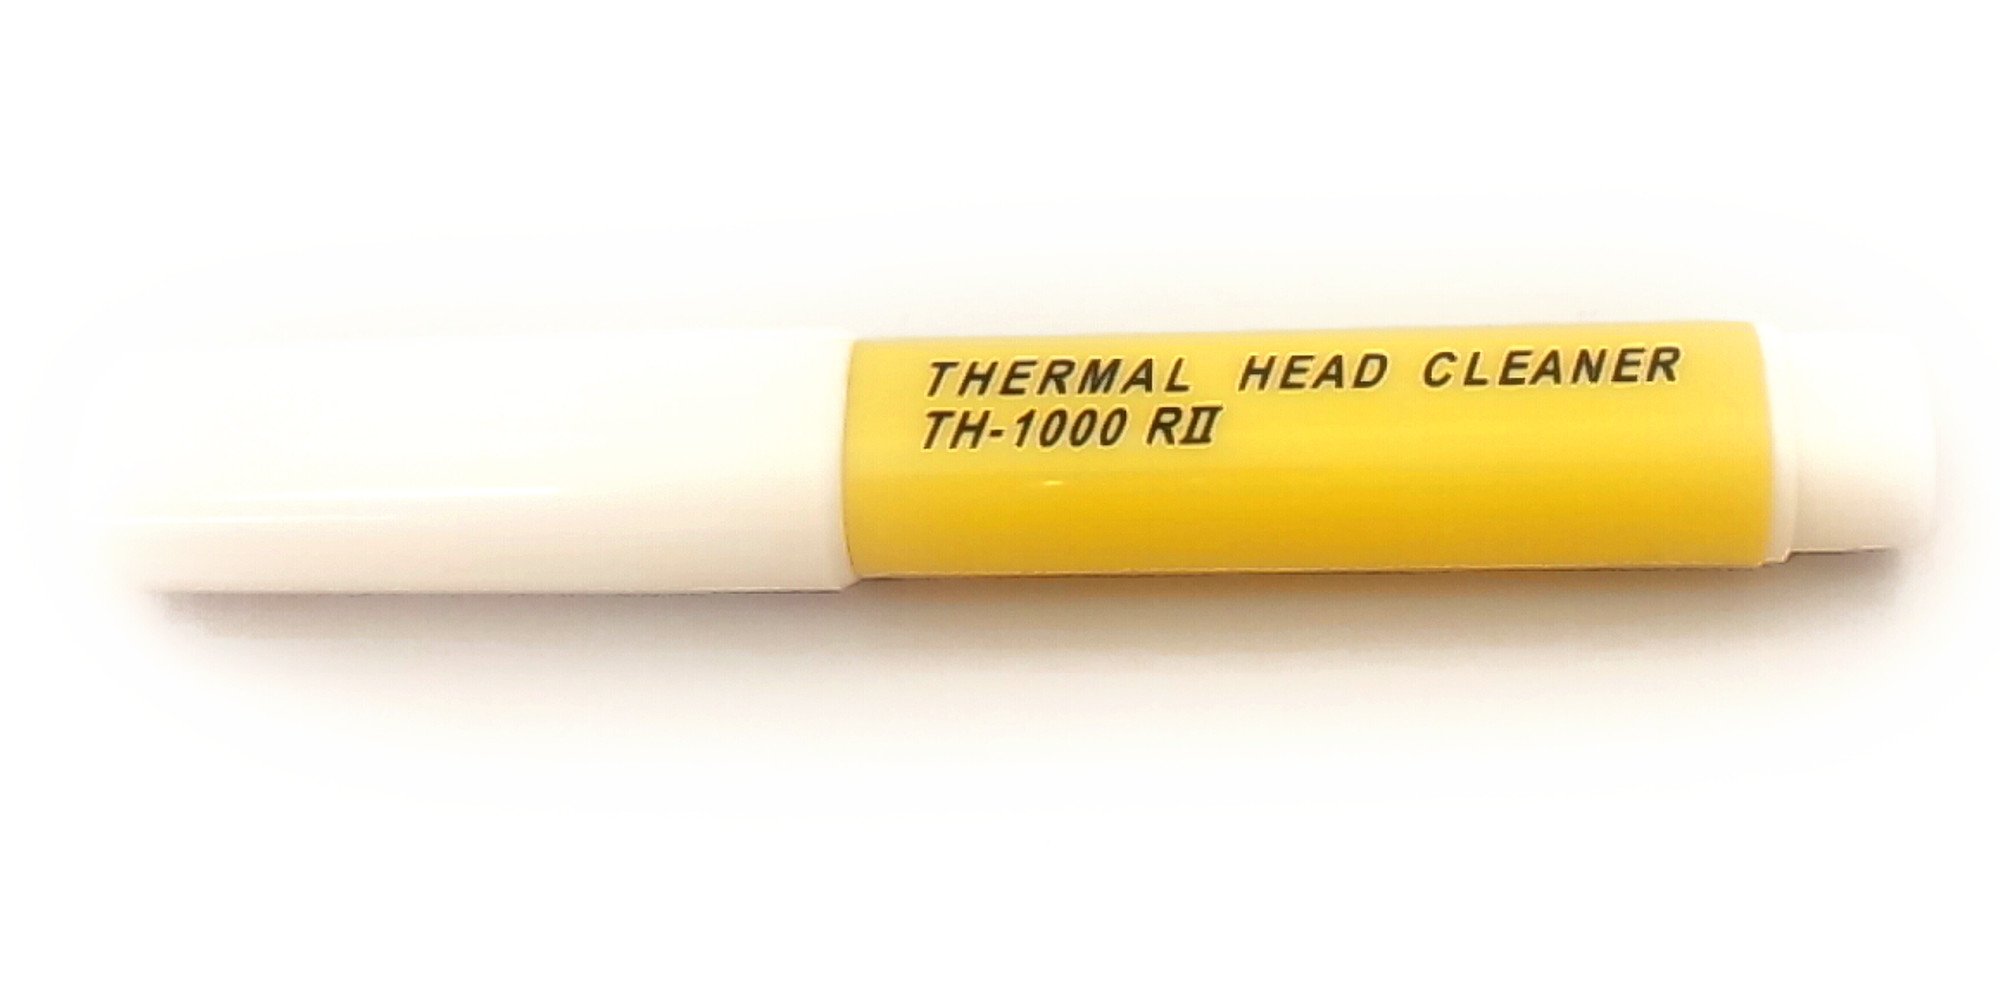 THERMAL HEAD CLEANER
TH-1000 RⅡ